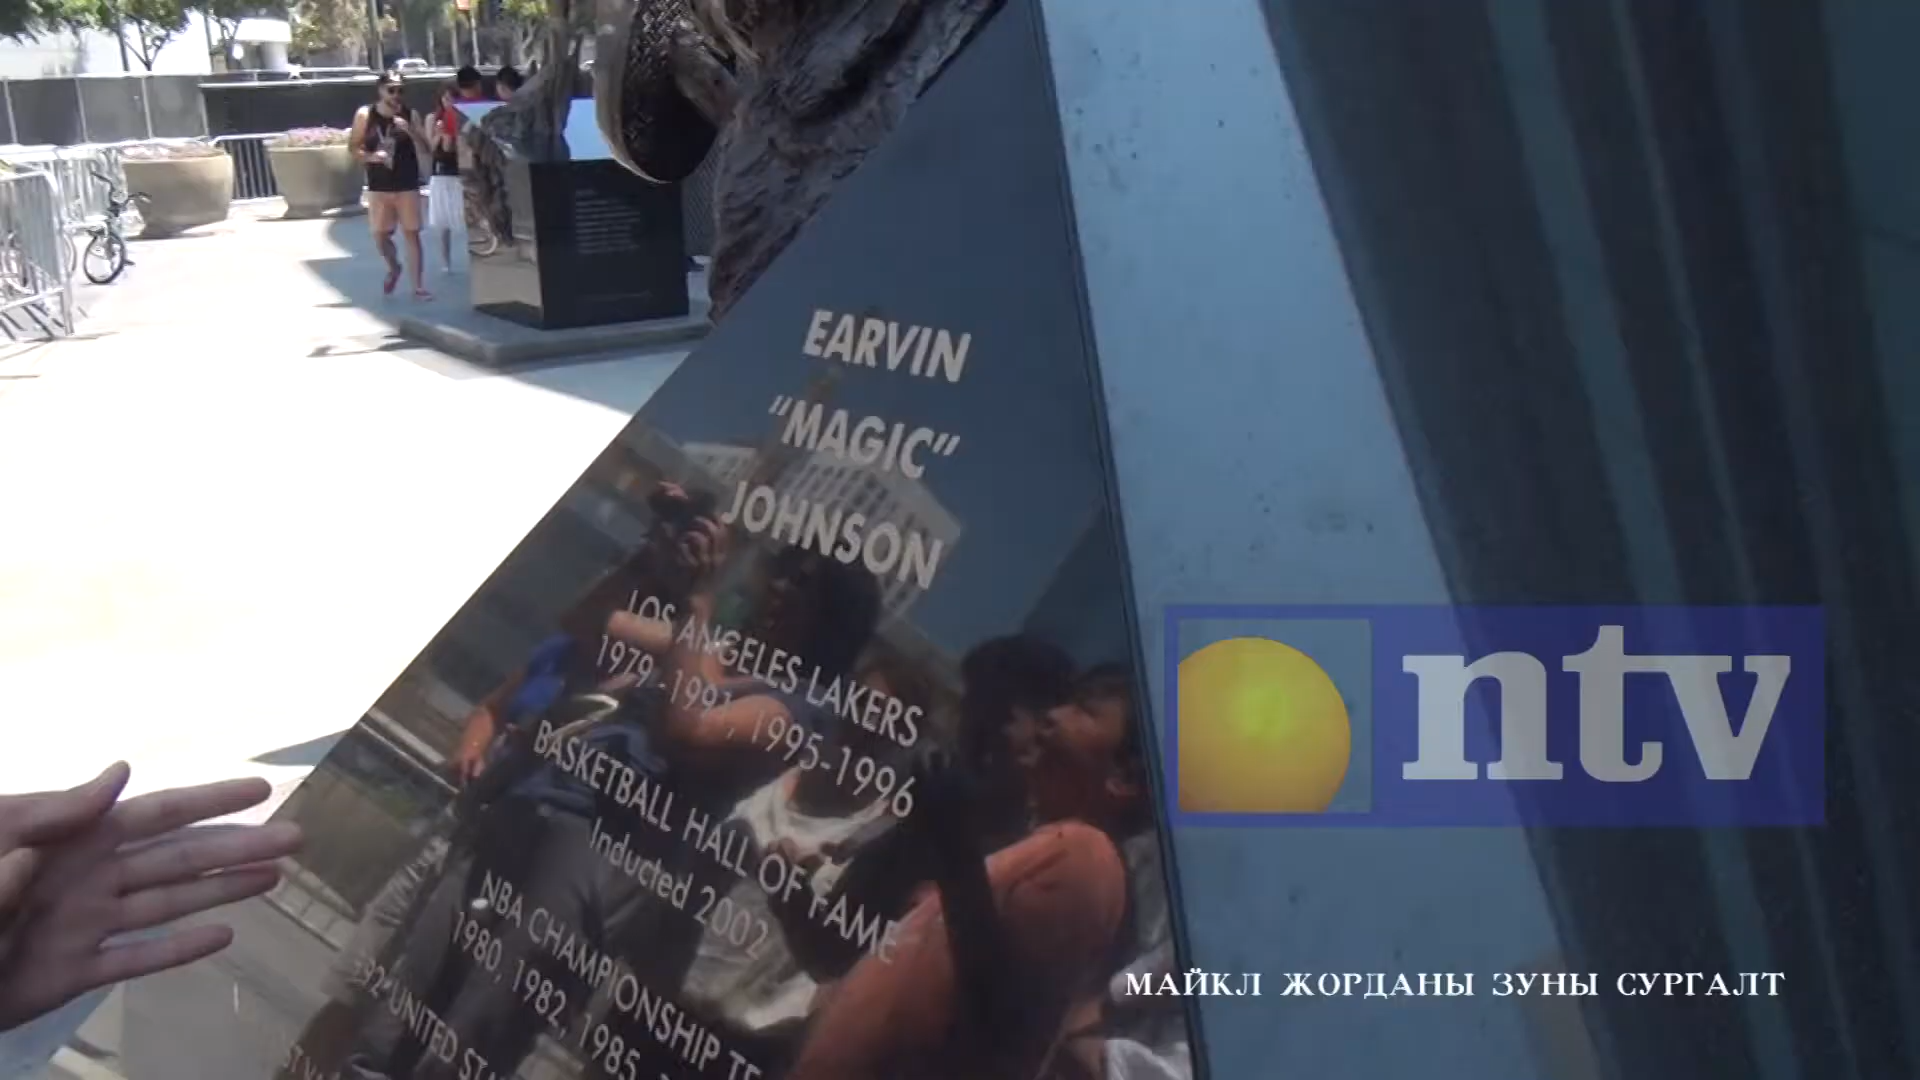 EARVIN
"MAGIC"
JOHNSON
LOS ANGELES LAKERS
1979-1991, 1995-1996
BASKETBALL HALL OF FAME
Inducted 2002
NBA CHAMPIONSHIP
1980, 1982, 1985,
UNITED
ntv
МАЙКЛ ЖОРДАНЫ ЗУНЫ СУРГАЛТ